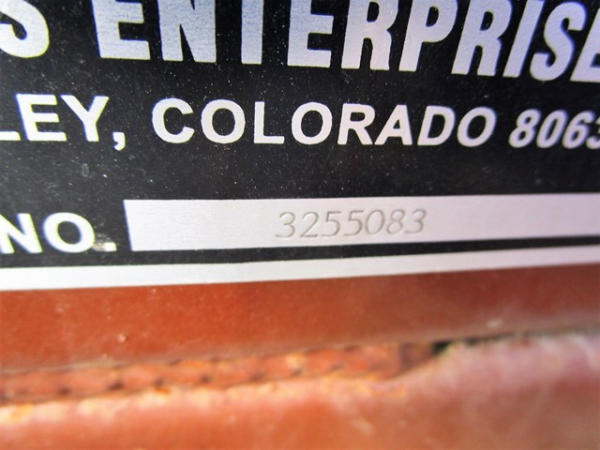 S ENTERPRISE
LEY, COLORADO 8063
NO. 3255083